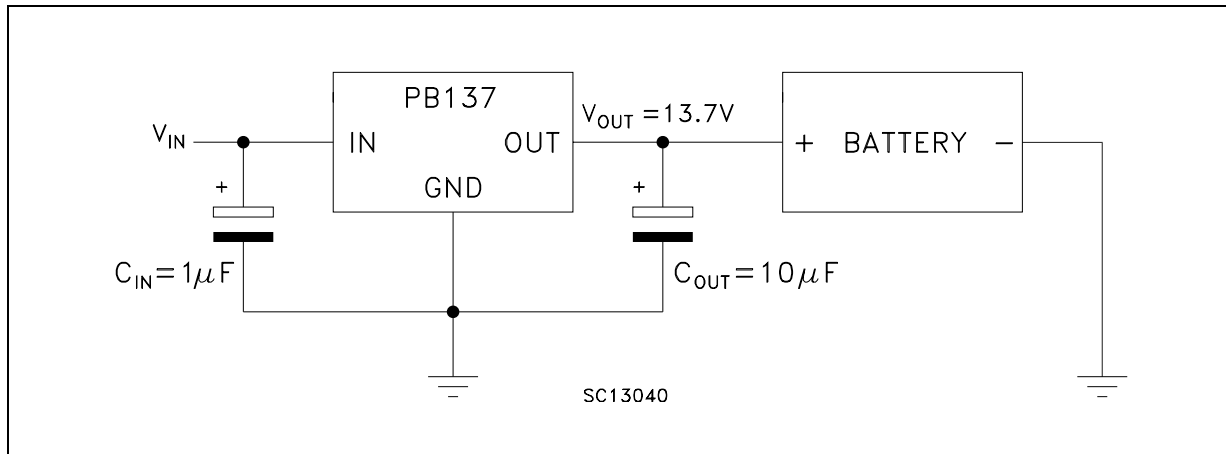 PB137
V_IN
IN
OUT
GND
V_OUT =13.7V
+ BATTERY −
+
+
C_IN=1μF
C_OUT=10μF
SC13040